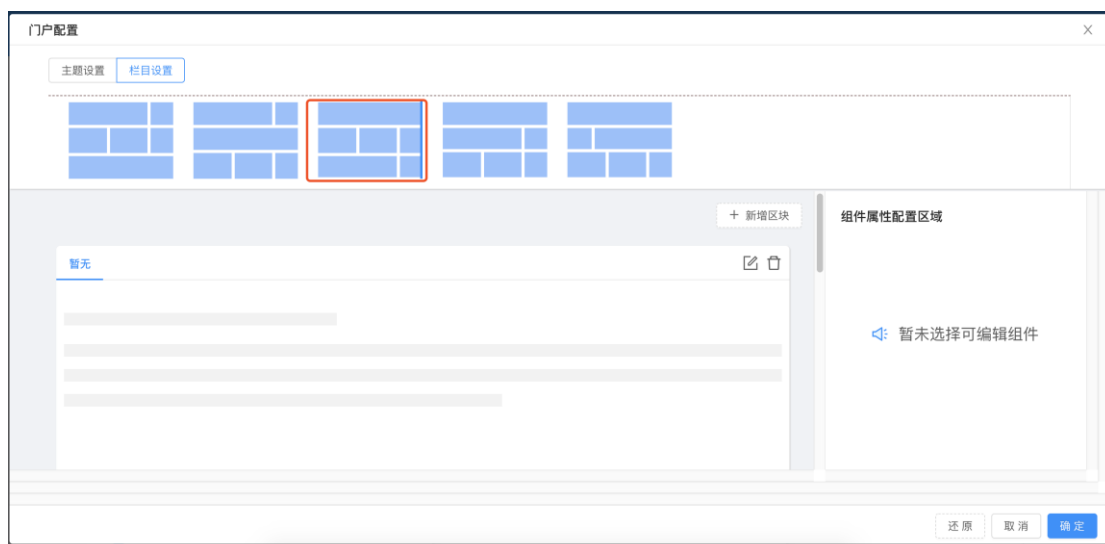 门户配置
主题设置 栏目设置
+ 新增区块
组件属性配置区域
暂无
暂未选择可编辑组件
还原 取消 确定